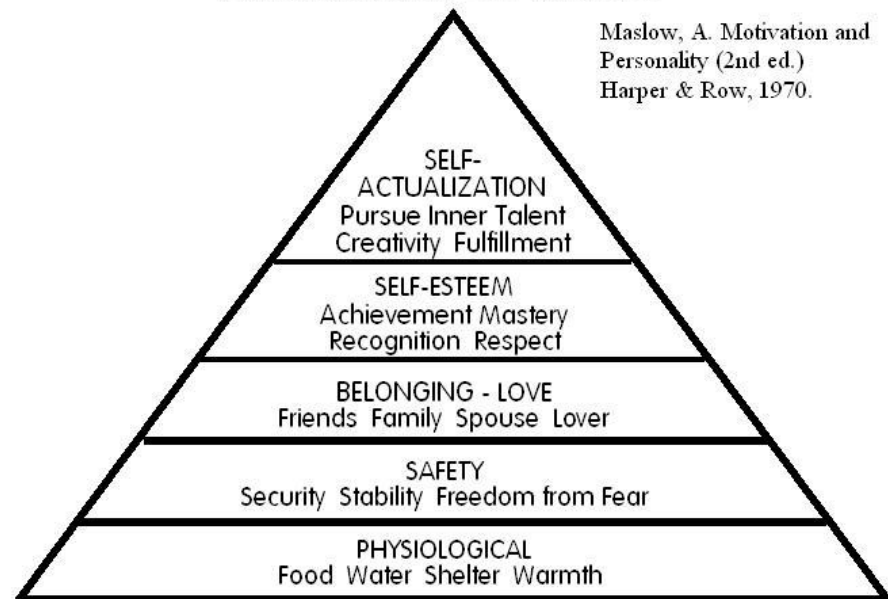 Maslow, A. Motivation and
Personality (2nd ed.)
Harper & Row, 1970.
SELF-
ACTUALIZATION
Pursue Inner Talent
Creativity Fulfillment
SELF-ESTEEM
Achievement Mastery
Recognition Respect
BELONGING - LOVE
Friends Family Spouse Lover
SAFETY
Security Stability Freedom from Fear
PHYSIOLOGICAL
Food Water Shelter Warmth